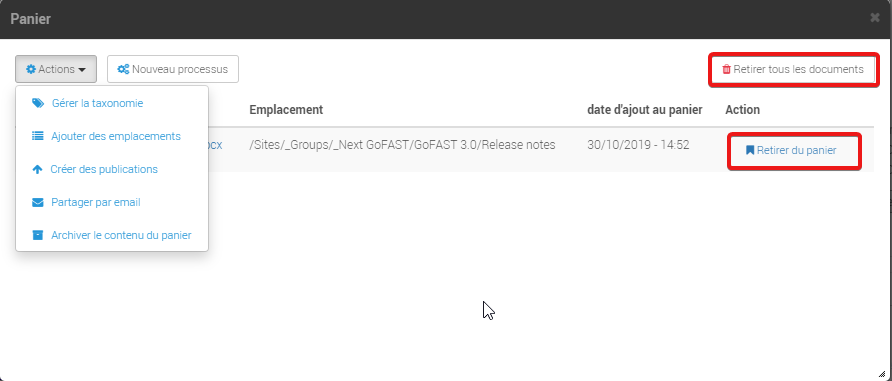 Panier
Actions
Nouveau processus
Retirer tous les documents
Gérer la taxonomie
Ajouter des emplacements
Créer des publications
Partager par email
Archiver le contenu du panier
Emplacement
date d'ajout au panier
Action
/Sites/_Groups/_Next GoFAST/GoFAST 3.0/Release notes
30/10/2019 - 14:52
Retirer du panier